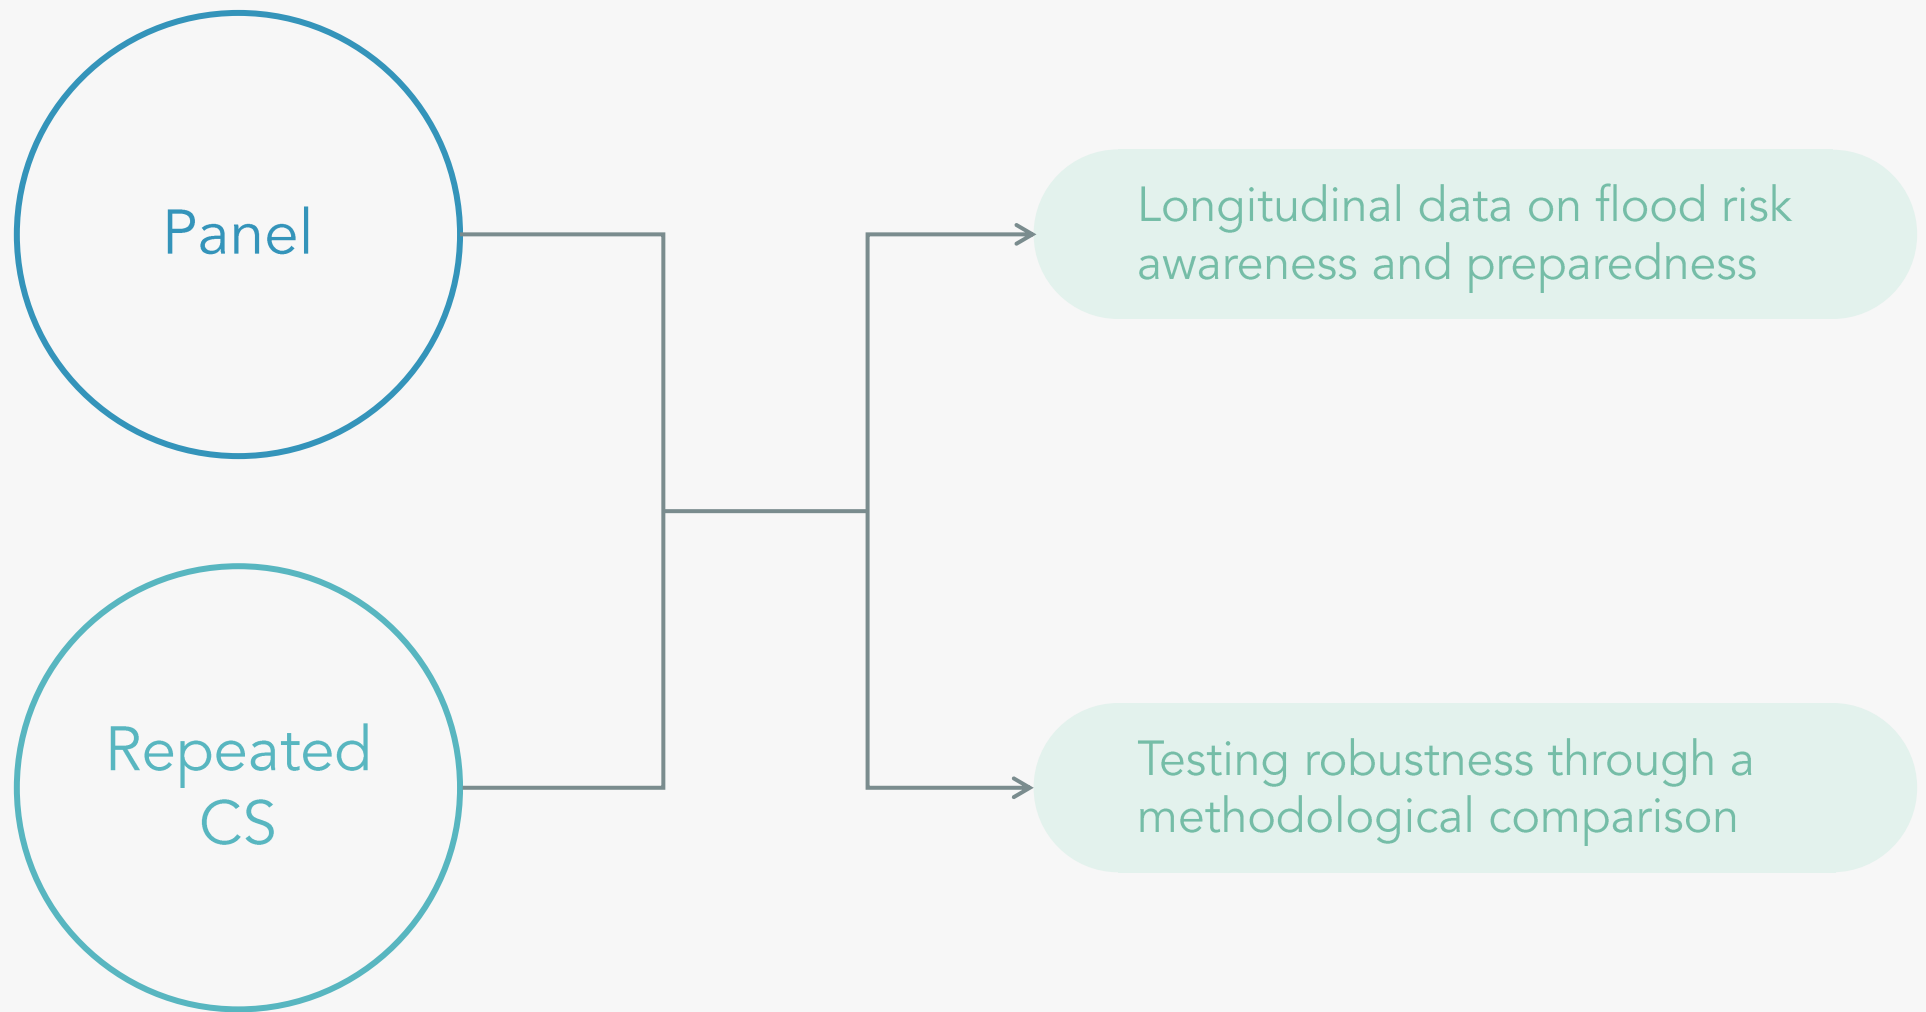 Panel
Longitudinal data on flood risk
awareness and preparedness
Repeated
CS
Testing robustness through a
methodological comparison